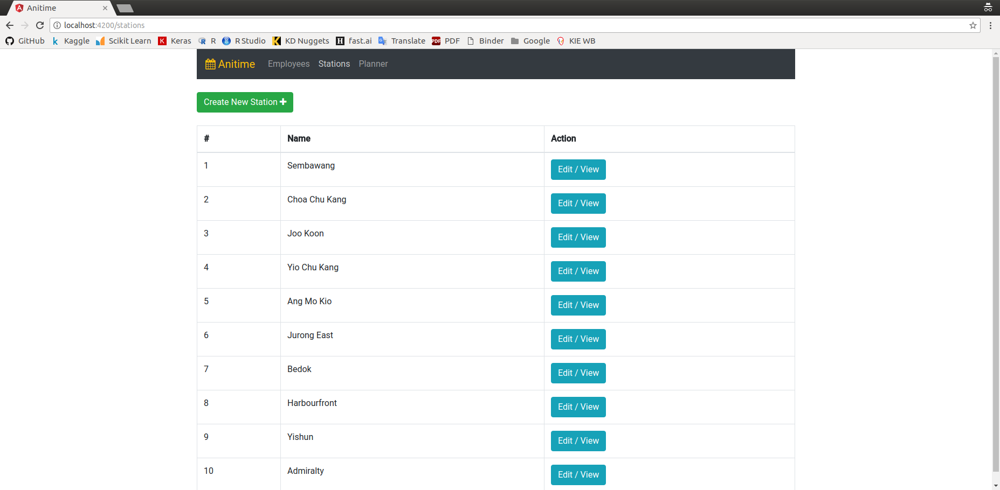 Anitime
localhost:4200/stations
GitHub Kaggle Scikit Learn Keras R R Studio KD Nuggets fast.ai Translate PDF Binder Google KIE WB
Anitime Employees Stations Planner
Create New Station
# Name Action
1 Sembawang Edit / View
2 Choa Chu Kang Edit / View
3 Joo Koon Edit / View
4 Yio Chu Kang Edit / View
5 Ang Mo Kio Edit / View
6 Jurong East Edit / View
7 Bedok Edit / View
8 Harbourfront Edit / View
9 Yishun Edit / View
10 Admiralty Edit / View